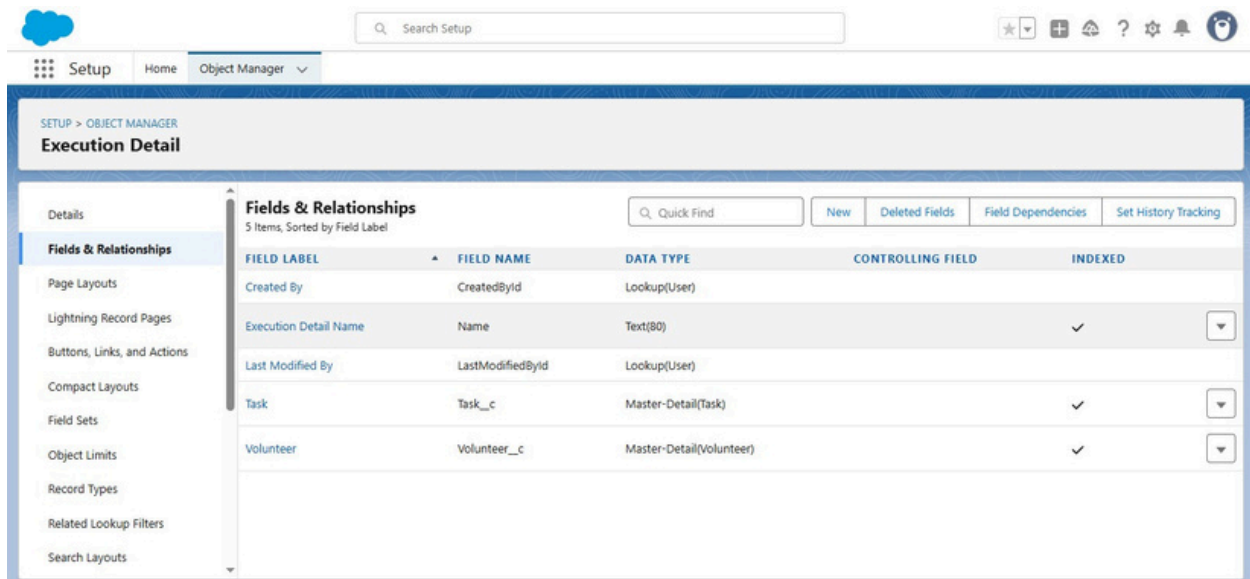 Search Setup
Setup
Home
Object Manager
SETUP > OBJECT MANAGER
Execution Detail
Details
Fields & Relationships
Page Layouts
Lightning Record Pages
Buttons, Links, and Actions
Compact Layouts
Field Sets
Object Limits
Record Types
Related Lookup Filters
Search Layouts
Fields & Relationships
5 Items, Sorted by Field Label
Quick Find
New
Deleted Fields
Field Dependencies
Set History Tracking
FIELD LABEL FIELD NAME DATA TYPE CONTROLLING FIELD INDEXED
Created By CreatedById Lookup(User)
Execution Detail Name Name Text(80)
Last Modified By LastModifiedById Lookup(User)
Task Task__c Master-Detail(Task)
Volunteer Volunteer__c Master-Detail(Volunteer)